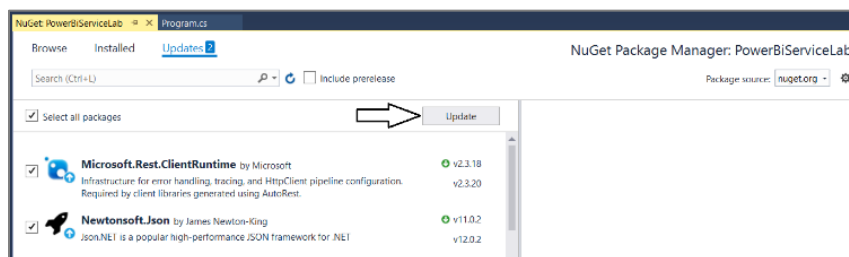 NuGet: PowerBiServiceLab
Program.cs
Browse
Installed
Updates 2
NuGet Package Manager: PowerBiServiceLab
Search (Ctrl+L)
Include prerelease
Package source: nuget.org
Select all packages
Update
Microsoft.Rest.ClientRuntime by Microsoft
v2.3.18
Infrastructure for error handling, tracing, and HttpClient pipeline configuration.
v2.3.20
Required by client libraries generated using AutoRest.
Newtonsoft.Json by James Newton-King
v11.0.2
Json.NET is a popular high-performance JSON framework for .NET
v12.0.2